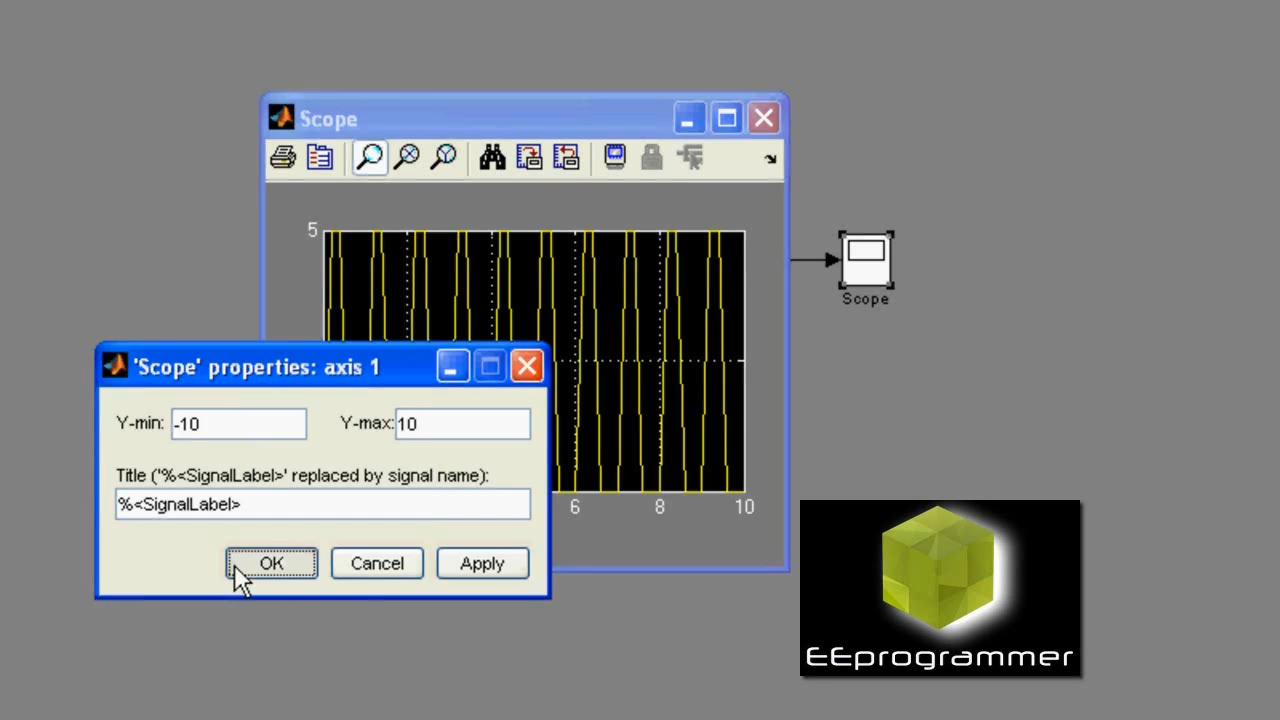 Scope
5
Scope
'Scope' properties: axis 1
Y-min: -10 Y-max: 10
Title ('%<SignalLabel>' replaced by signal name):
%<SignalLabel>
6 8 10
OK Cancel Apply
EEprogrammer